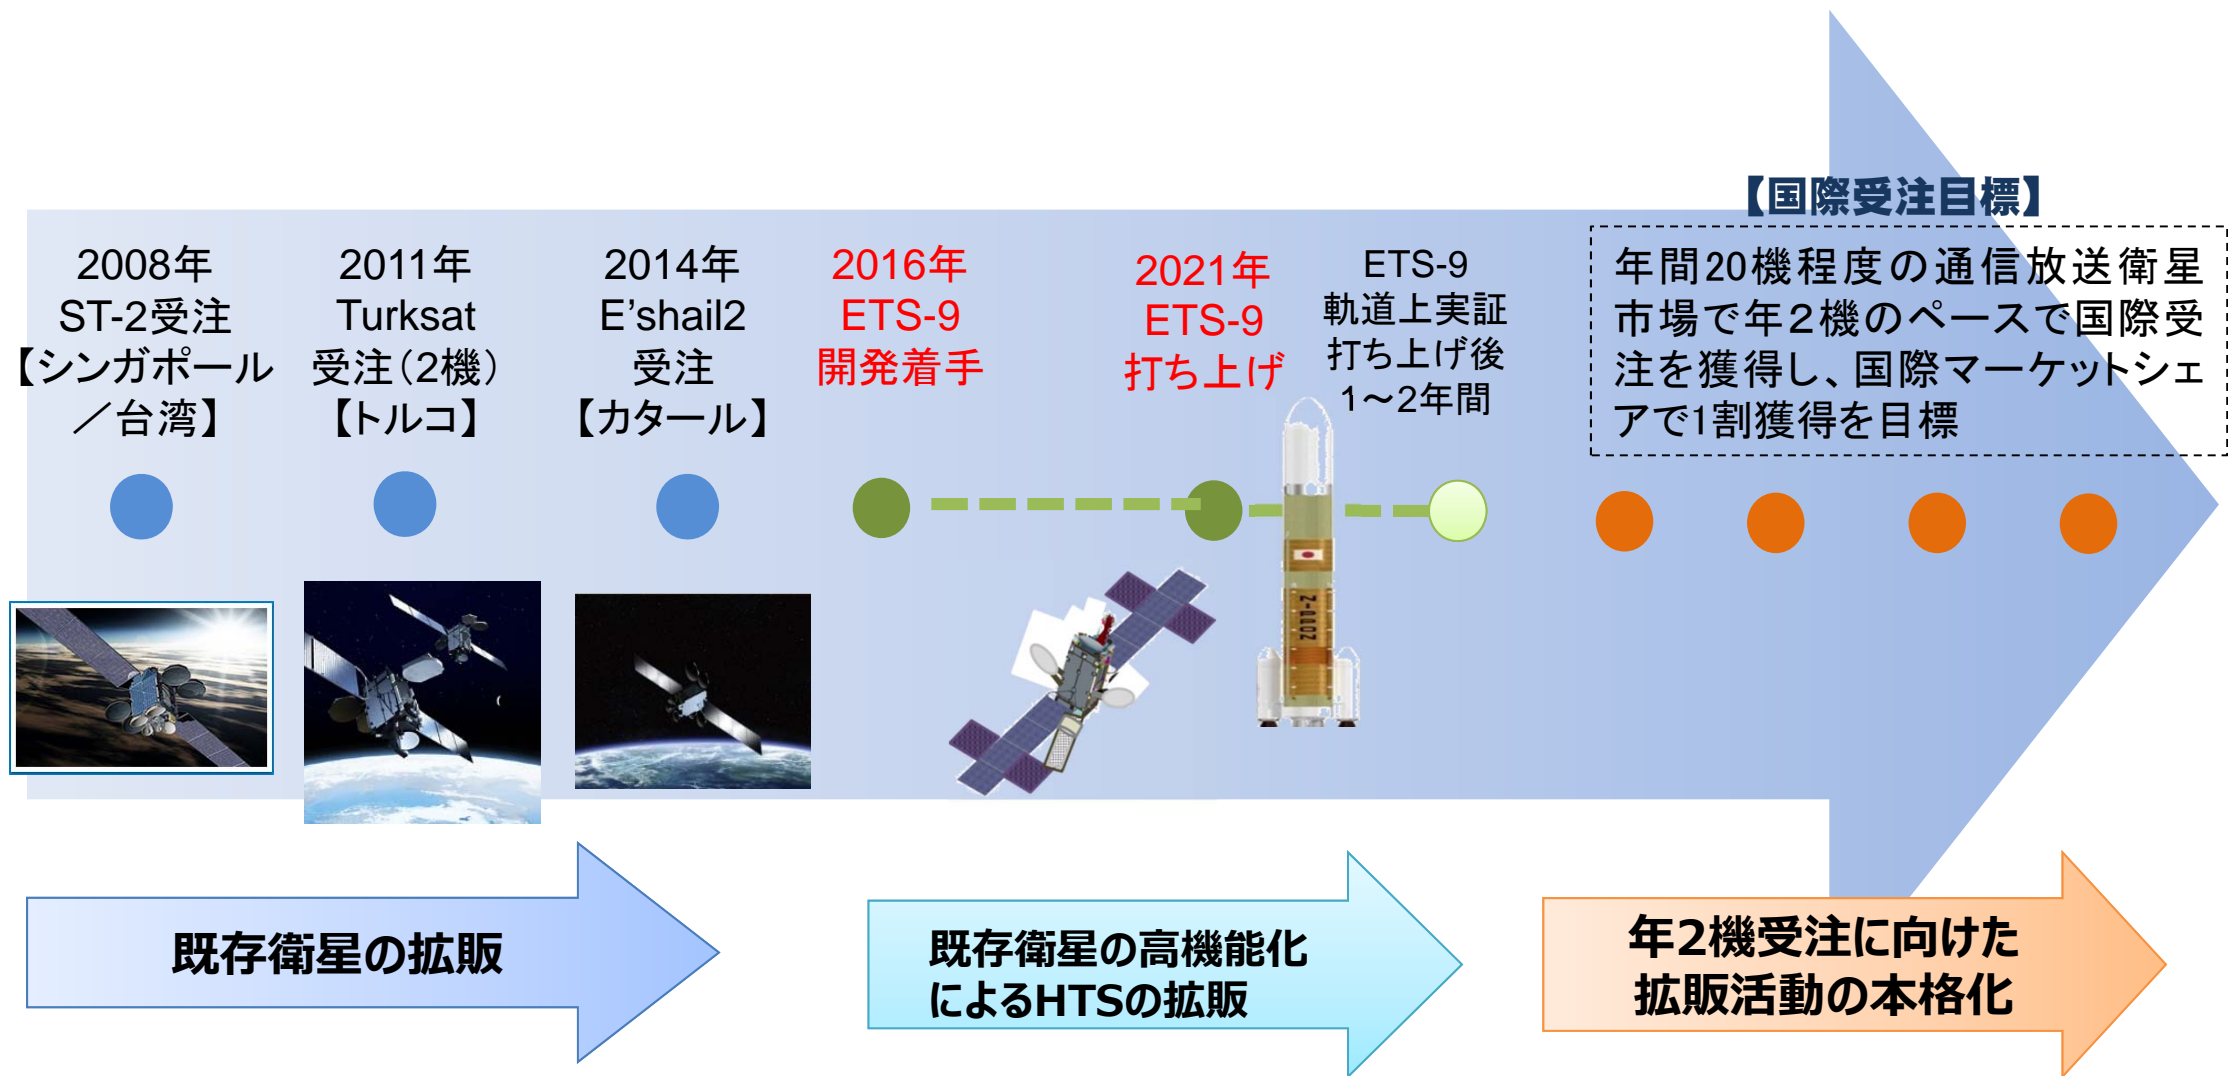 【国際受注目標】
2008年
ST-2受注
【シンガポール
／台湾】
2011年
Turksat
受注（2機）
【トルコ】
2014年
E'shail2
受注
【カタール】
2016年
ETS-9
開発着手
2021年
ETS-9
打ち上げ
ETS-9
軌道上実証
打ち上げ後
1～2年間
年間20機程度の通信放送衛星
市場で年２機のペースで国際受
注を獲得し、国際マーケットシェ
アで1割獲得を目標
既存衛星の拡販
既存衛星の高機能化
によるHTSの拡販
年2機受注に向けた
拡販活動の本格化